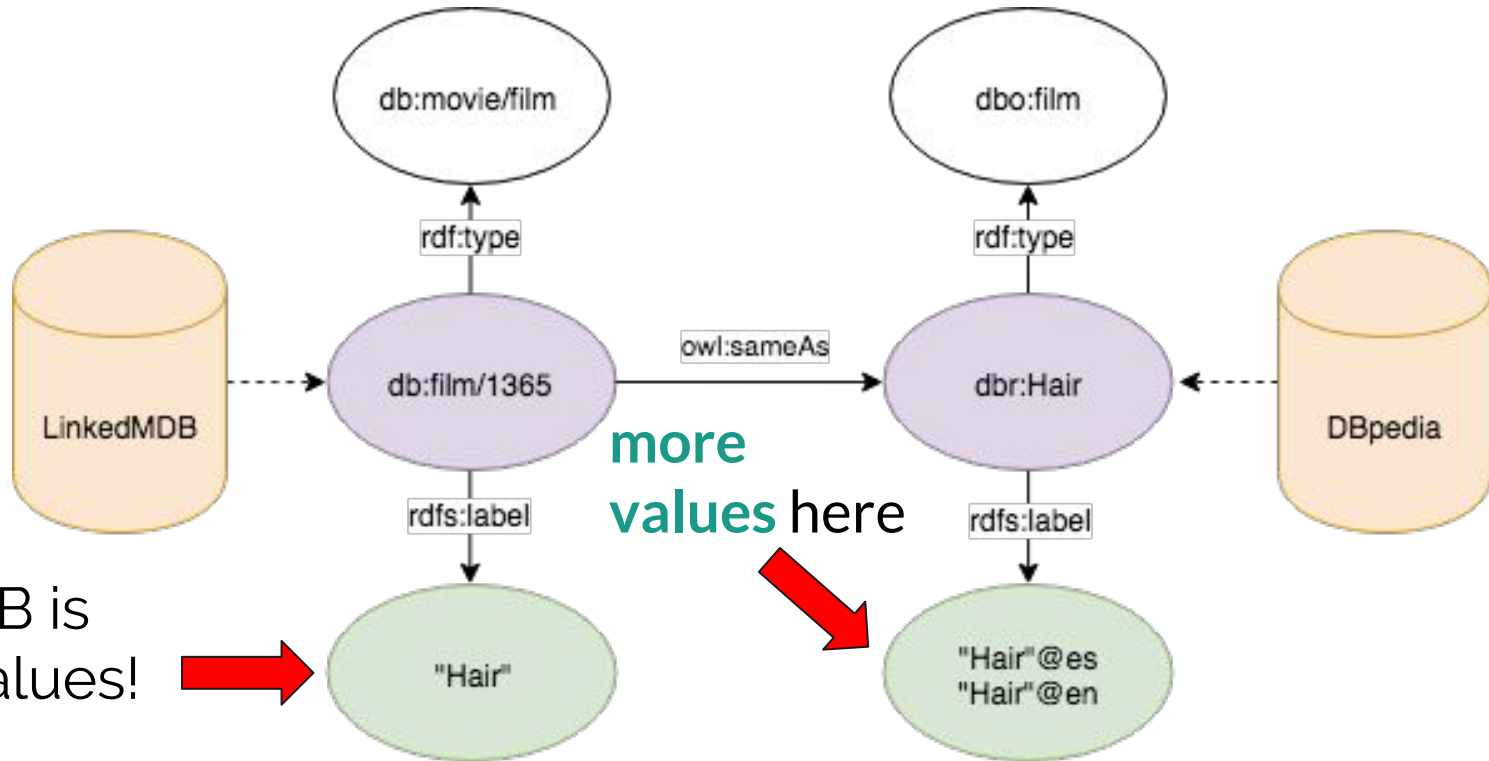 db:movie/film
dbo:film
rdf:type
rdf:type
LinkedMDB
db:film/1365
owl:sameAs
dbr:Hair
DBpedia
more
values here
rdfs:label
rdfs:label
B is
alues!
"Hair"
"Hair"@es
"Hair"@en